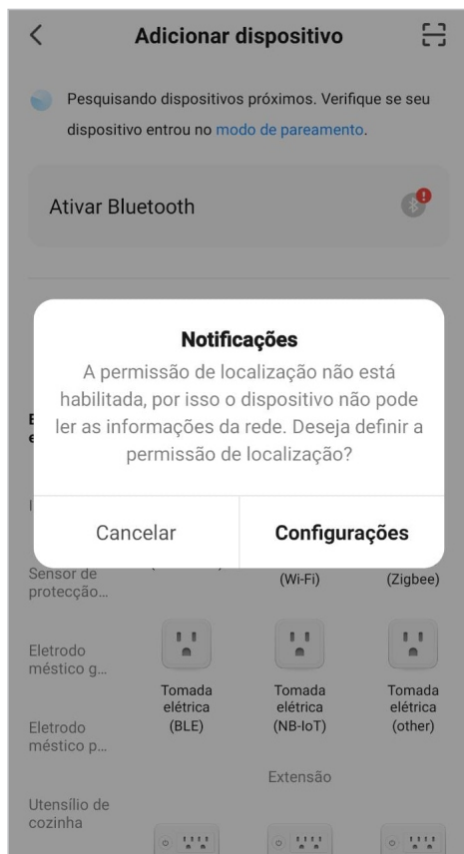 Adicionar dispositivo
Pesquisando dispositivos próximos. Verifique se seu
dispositivo entrou no modo de pareamento.
Ativar Bluetooth
Notificações
A permissão de localização não está
habilitada, por isso o dispositivo não pode
ler as informações da rede. Deseja definir a
permissão de localização?
Cancelar
Configurações
Sensor de
protecção...
(Wi-Fi)
(Zigbee)
Eletrodo
méstico g...
Tomada
elétrica
(BLE)
Tomada
elétrica
(NB-IoT)
Tomada
elétrica
(other)
Eletrodo
méstico p...
Extensão
Utensílio de
cozinha